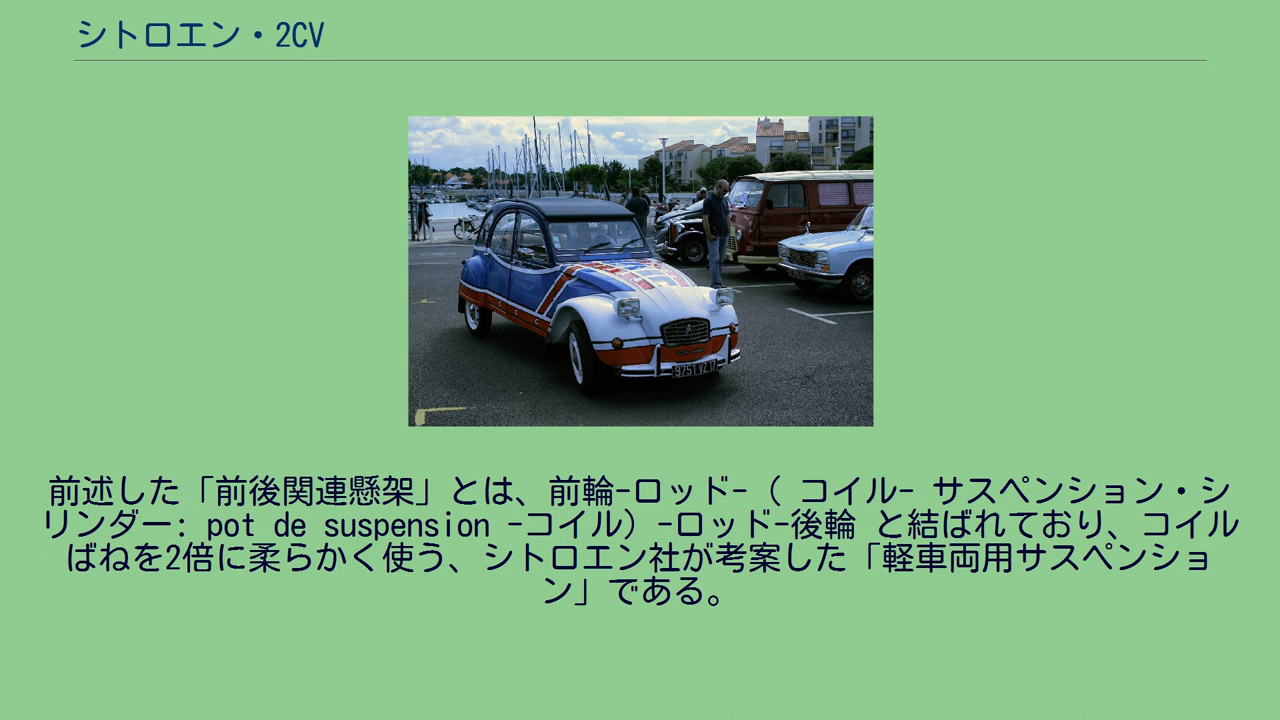 シトロエン・2CV
9751 VZ 17
前述した「前後関連懸架」とは、前輪-ロッド-( コイル- サスペンション・シ
リンダー: pot de suspension -コイル）-ロッド-後輪 と結ばれており、コイル
ばねを2倍に柔らかく使う、シトロエン社が考案した「軽車両用サスペンショ
ン」である。